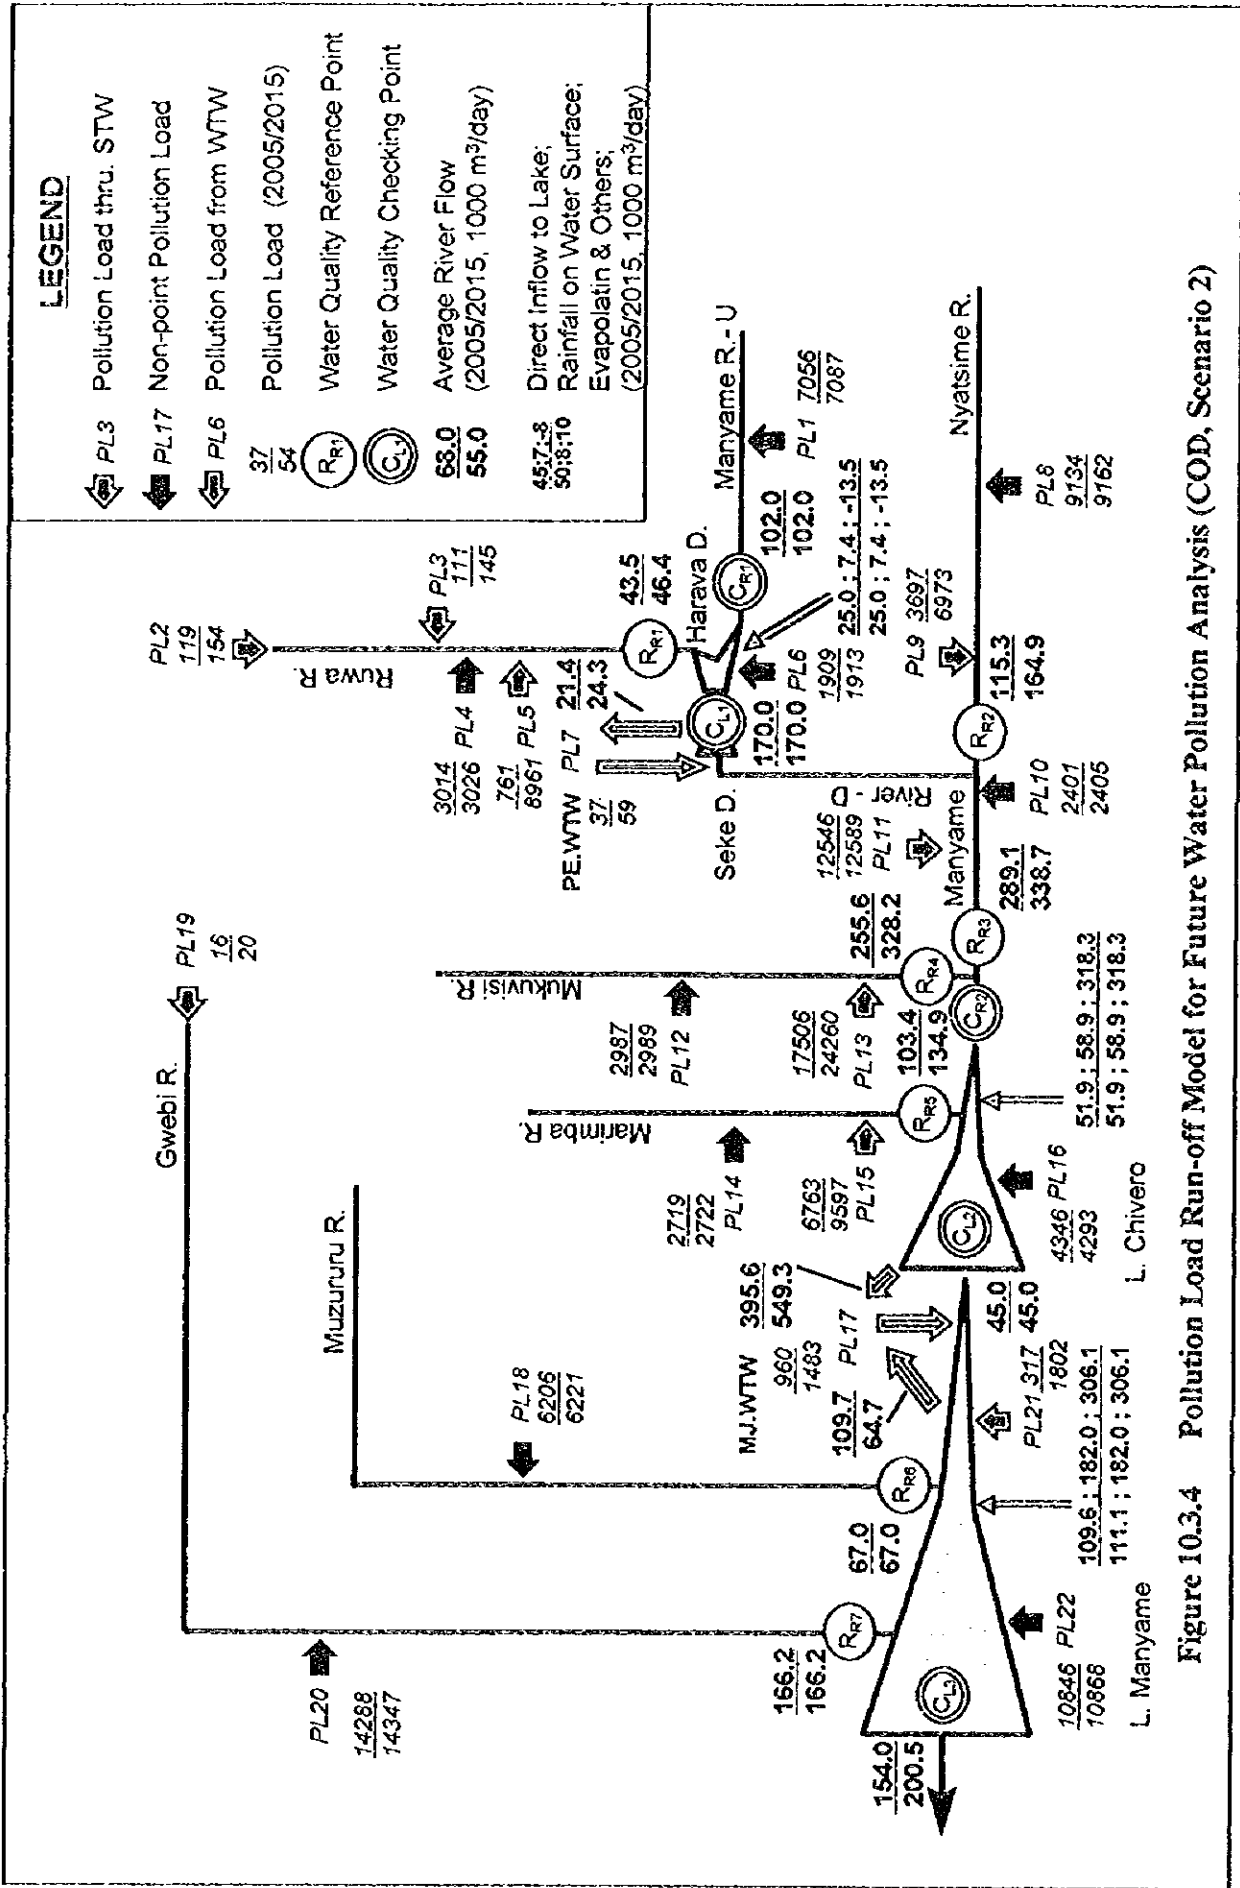 LEGEND
PL3 Pollution Load thru. STW
PL17 Non-point Pollution Load
PL6 Pollution Load from WTW
37
54
Pollution Load (2005/2015)
RR1
Water Quality Reference Point
CL1
Water Quality Checking Point
68.0
55.0
Average River Flow
(2005/2015, 1000 m³/day)
45;7;-8
50;8;10
Direct Inflow to Lake;
Rainfall on Water Surface;
Evaplatin & Others;
(2005/2015, 1000 m³/day)
Gwebi R.
PL19
16
20
PL20
14288
14347
166.2
166.2
RR7
Muzururu R.
PL18
6206
6221
67.0
67.0
RR6
Marimba R.
2719
2722
PL14
6763
9597
PL15
RR5
Mukuvisi R.
2987
2989
PL12
17506
24260
PL13
103.4
134.9
RR4
255.6
328.2
CR2
RR3
289.1
338.7
Manyame
River - D
12546
12589
PL11
PL10
2401
2405
RR2
115.3
164.9
PL9
3697
6973
PL8
9134
9162
Nyatsime R.
PL2
119
154
Ruwa R.
PL3
111
145
3014
3026
PL4
761
8961
PL5
43.5
46.4
RR1
Harava D.
PE.WTW
PL7
37
59
21.4
24.3
CL1
Seke D.
170.0
170.0
PL6
1909
1913
25.0 ; 7.4 ; -13.5
25.0 ; 7.4 ; -13.5
CR1
102.0
102.0
Manyame R.- U
PL1
7056
7087
51.9 ; 58.9 ; 318.3
51.9 ; 58.9 ; 318.3
4346
4293
PL16
L. Chivero
CL2
MJ.WTW
395.6
549.3
960
1483
PL17
109.7
64.7
45.0
45.0
PL21
317
1802
109.6 ; 182.0 ; 306.1
111.1 ; 182.0 ; 306.1
10846
10868
PL22
L. Manyame
CL3
154.0
200.5
Figure 10.3.4 Pollution Load Run-off Model for Future Water Pollution Analysis (COD, Scenario 2)